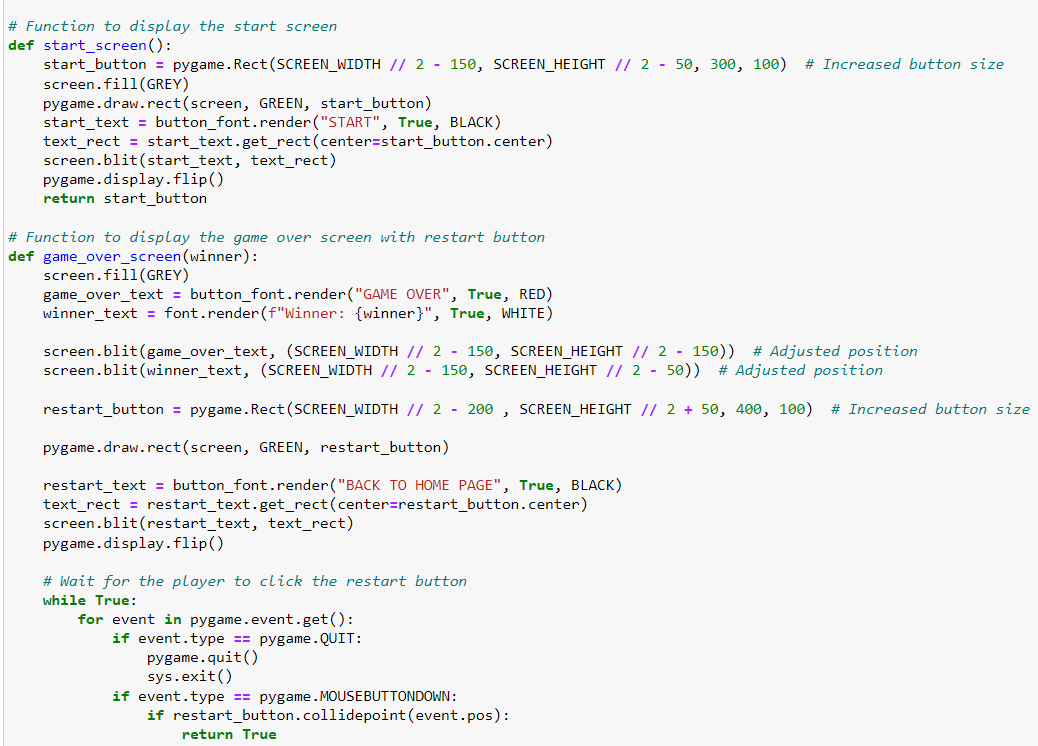 # Function to display the start screen
def start_screen():
    start_button = pygame.Rect(SCREEN_WIDTH // 2 - 150, SCREEN_HEIGHT // 2 - 50, 300, 100)  # Increased button size
    screen.fill(GREY)
    pygame.draw.rect(screen, GREEN, start_button)
    start_text = button_font.render("START", True, BLACK)
    text_rect = start_text.get_rect(center=start_button.center)
    screen.blit(start_text, text_rect)
    pygame.display.flip()
    return start_button

# Function to display the game over screen with restart button
def game_over_screen(winner):
    screen.fill(GREY)
    game_over_text = button_font.render("GAME OVER", True, RED)
    winner_text = font.render(f"Winner: {winner}", True, WHITE)

    screen.blit(game_over_text, (SCREEN_WIDTH // 2 - 150, SCREEN_HEIGHT // 2 - 150))  # Adjusted position
    screen.blit(winner_text, (SCREEN_WIDTH // 2 - 150, SCREEN_HEIGHT // 2 - 50))  # Adjusted position

    restart_button = pygame.Rect(SCREEN_WIDTH // 2 - 200 , SCREEN_HEIGHT // 2 + 50, 400, 100)  # Increased button size

    pygame.draw.rect(screen, GREEN, restart_button)

    restart_text = button_font.render("BACK TO HOME PAGE", True, BLACK)
    text_rect = restart_text.get_rect(center=restart_button.center)
    screen.blit(restart_text, text_rect)
    pygame.display.flip()

    # Wait for the player to click the restart button
    while True:
        for event in pygame.event.get():
            if event.type == pygame.QUIT:
                pygame.quit()
                sys.exit()
            if event.type == pygame.MOUSEBUTTONDOWN:
                if restart_button.collidepoint(event.pos):
                    return True